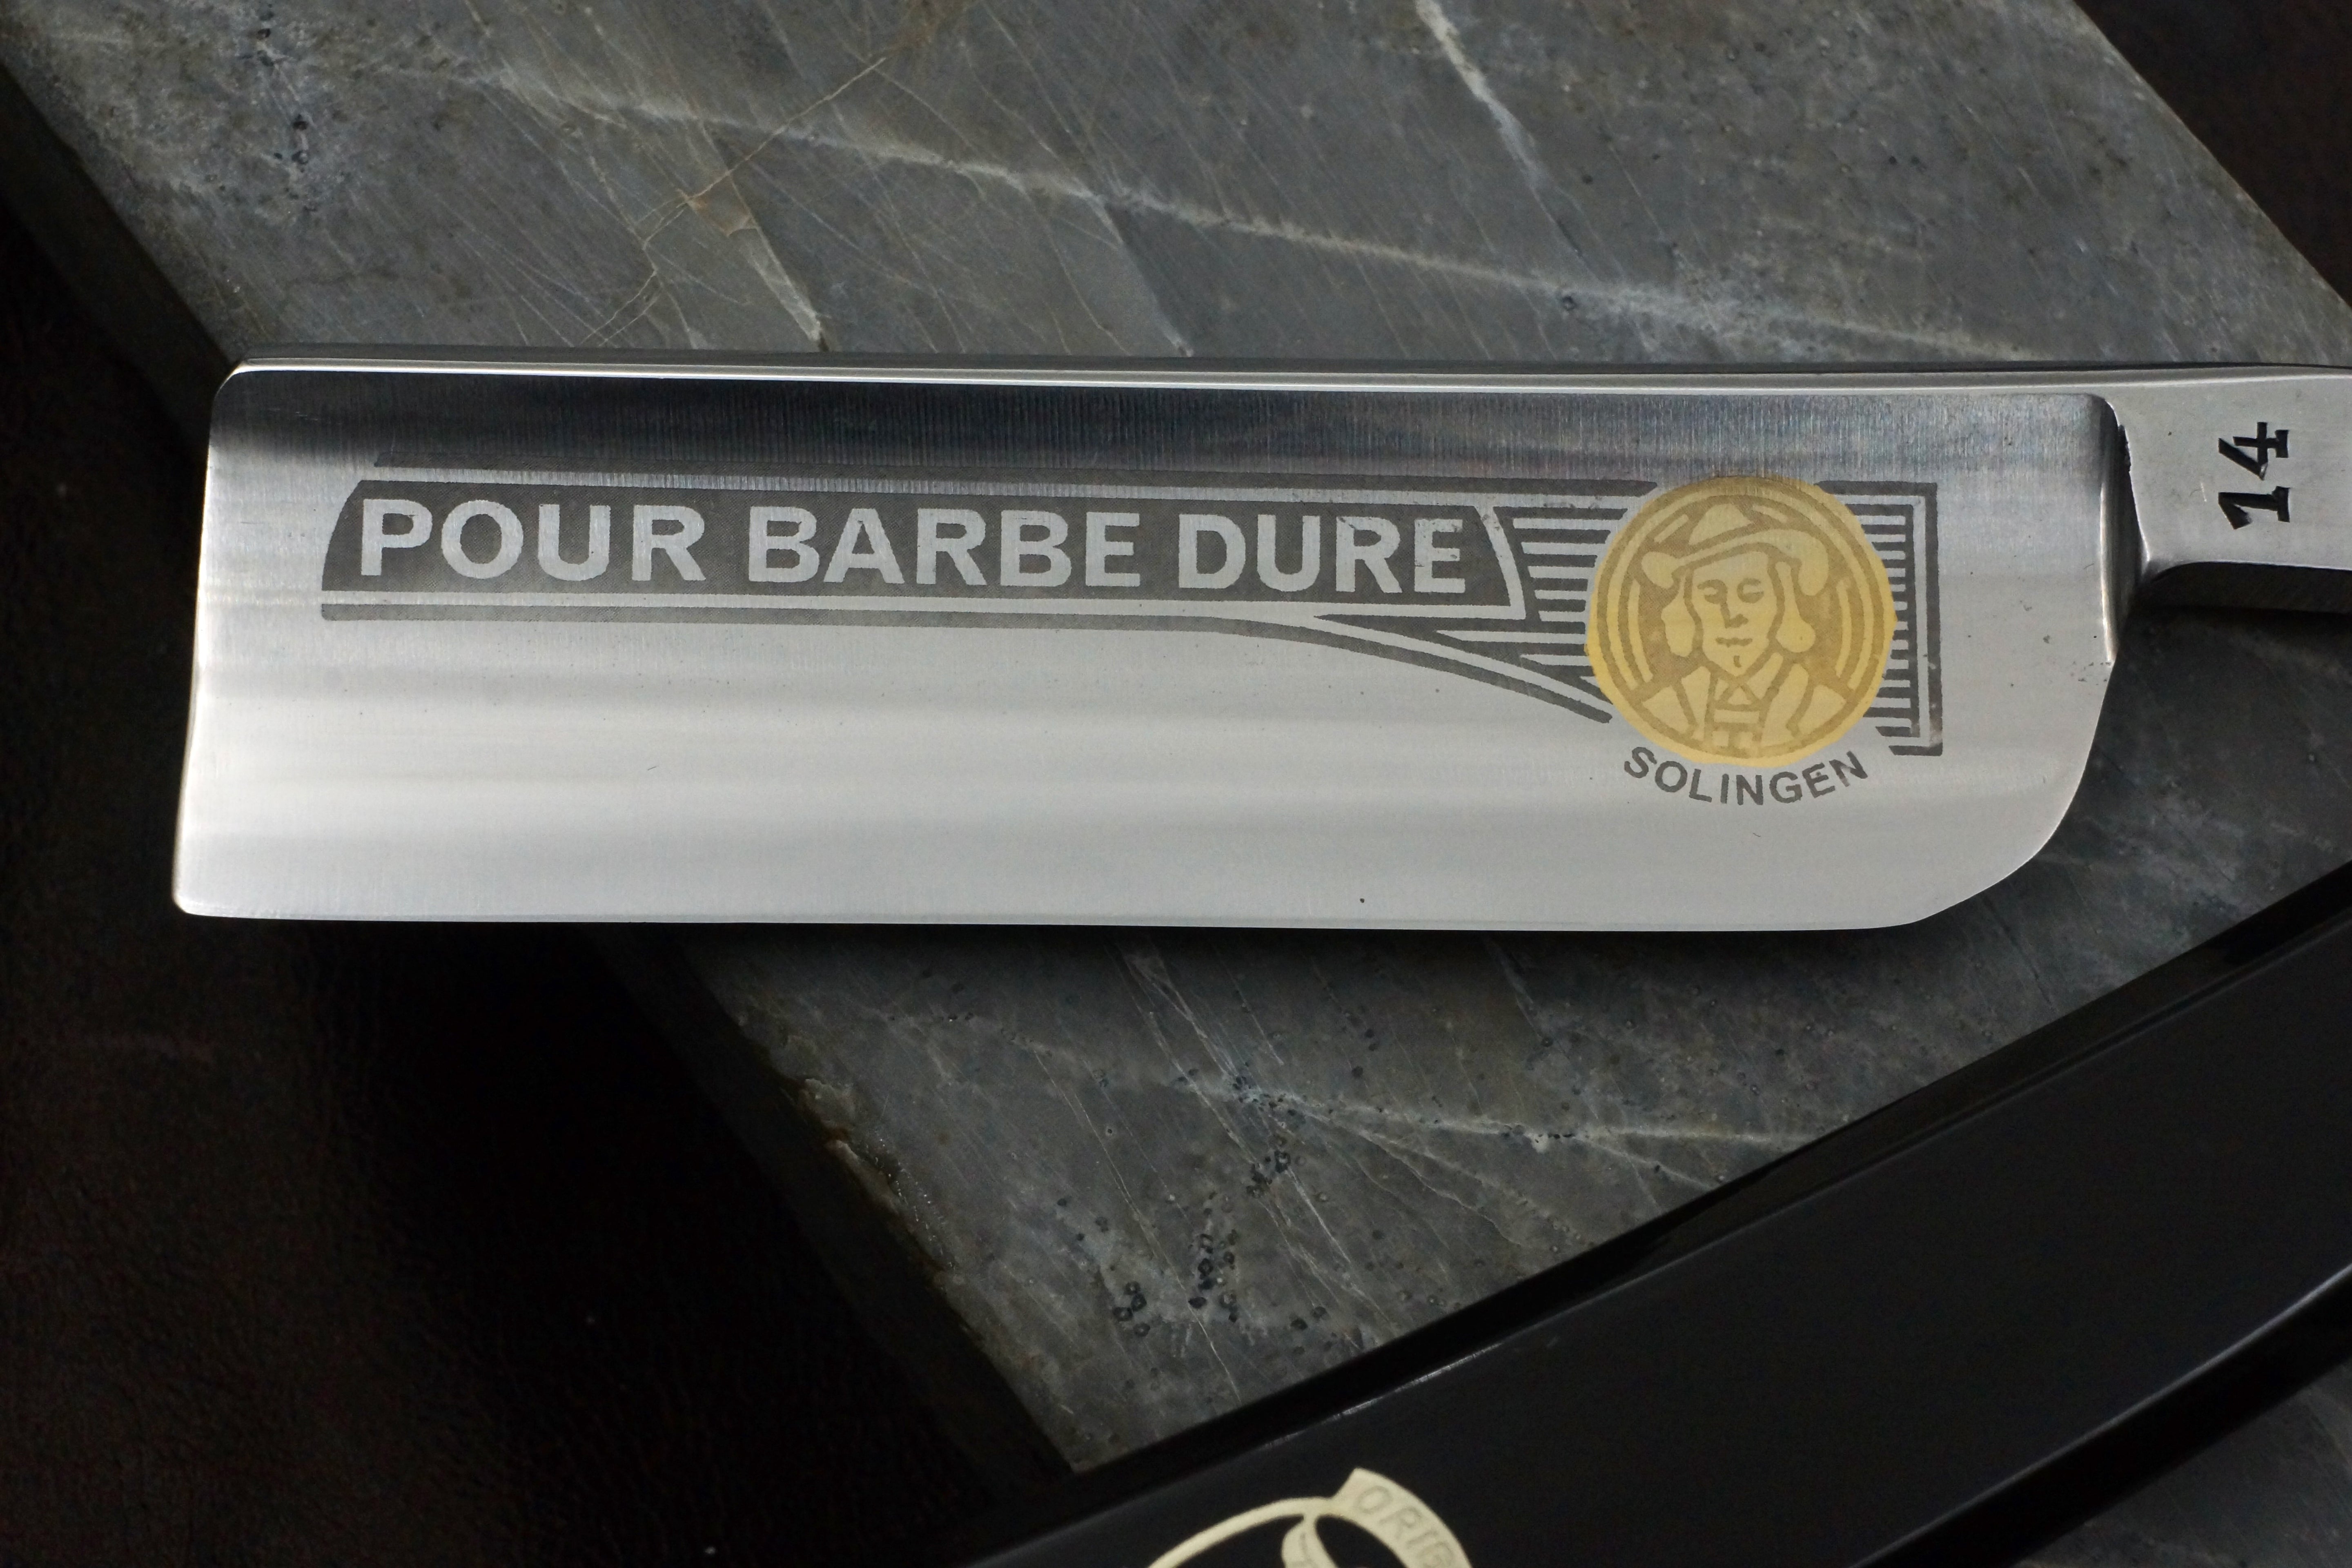 POUR BARBE DURE
SOLINGEN
14